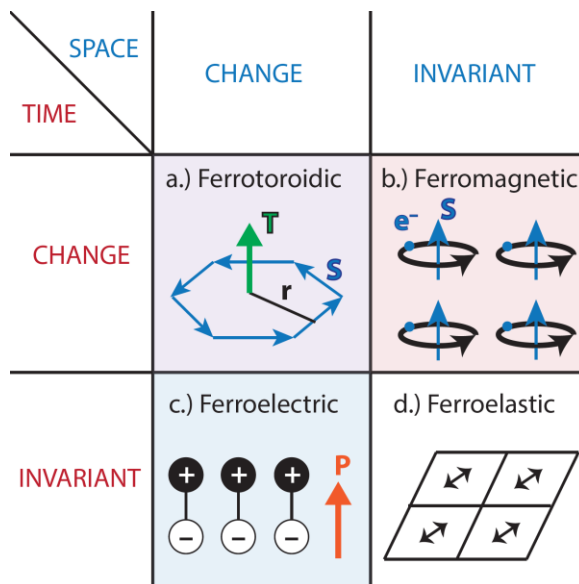 SPACE
TIME
CHANGE
INVARIANT
CHANGE
a.) Ferrotoroidic
T
S
r
b.) Ferromagnetic
e⁻ S
INVARIANT
c.) Ferroelectric
+ + +
P
− − −
d.) Ferroelastic